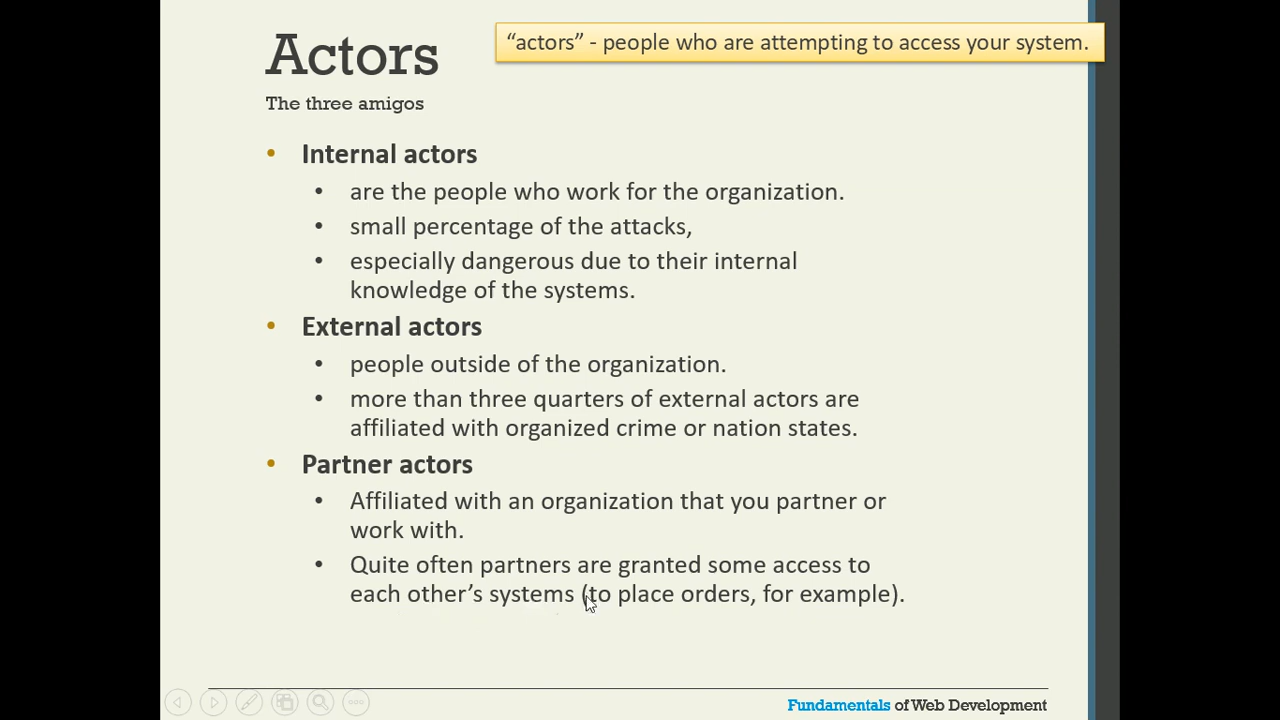 Actors
“actors” - people who are attempting to access your system.
The three amigos
• Internal actors
• are the people who work for the organization.
• small percentage of the attacks,
• especially dangerous due to their internal
knowledge of the systems.
• External actors
• people outside of the organization.
• more than three quarters of external actors are
affiliated with organized crime or nation states.
• Partner actors
• Affiliated with an organization that you partner or
work with.
• Quite often partners are granted some access to
each other’s systems (to place orders, for example).
Fundamentals of Web Development